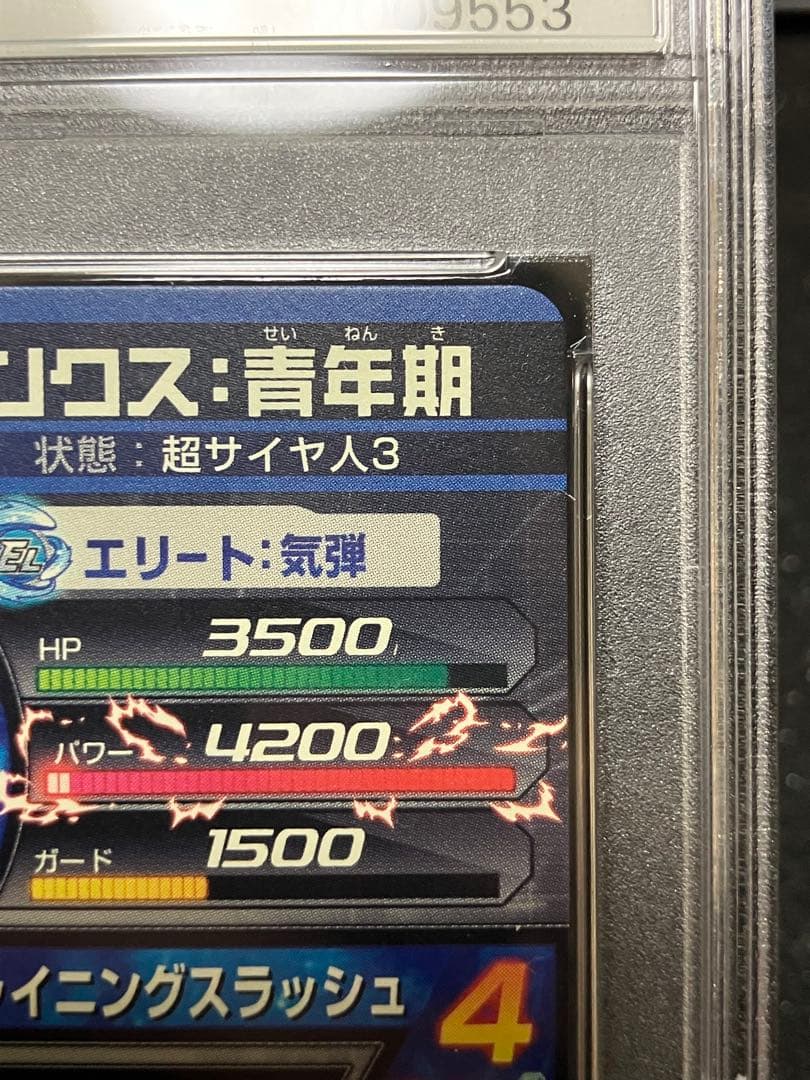 9553
せい ねん き
ンクス:青年期
状態:超サイヤ人3
EL エリート:気弾
HP 3500
パワー 4200
ガード 1500
イニングスラッシュ 4